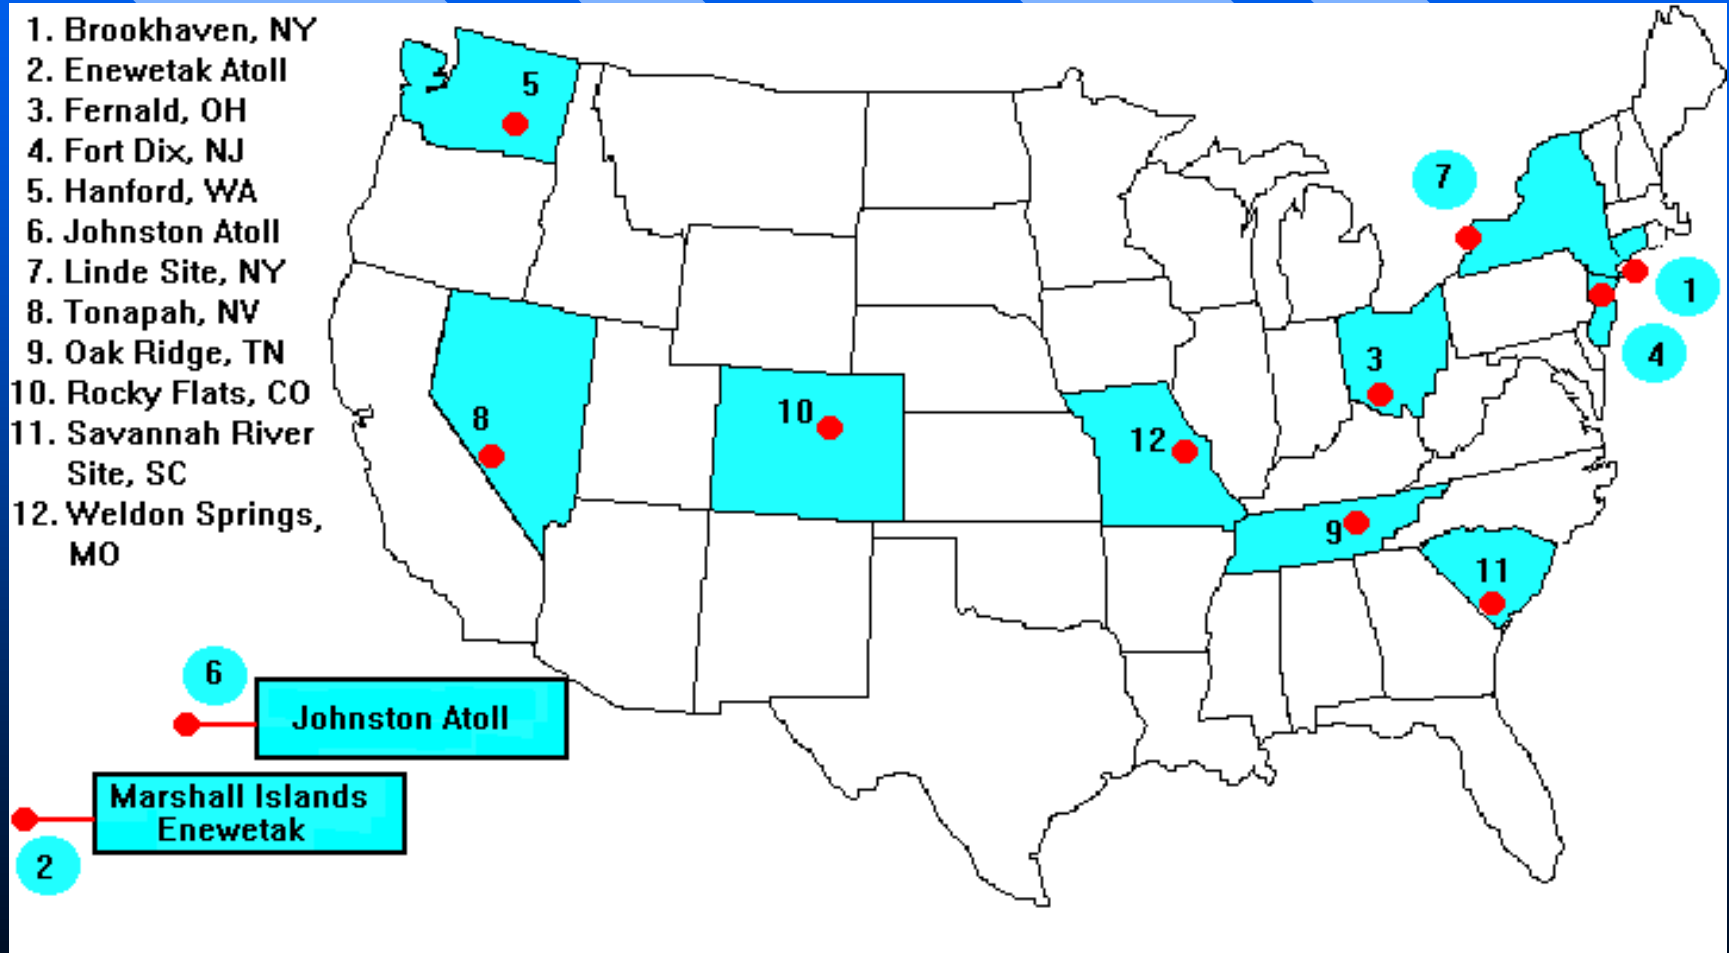 1. Brookhaven, NY
2. Enewetak Atoll
3. Fernald, OH
4. Fort Dix, NJ
5. Hanford, WA
6. Johnston Atoll
7. Linde Site, NY
8. Tonapah, NV
9. Oak Ridge, TN
10. Rocky Flats, CO
11. Savannah River
Site, SC
12. Weldon Springs,
MO
5
7
1
4
3
8
10
12
9
11
6
Johnston Atoll
Marshall Islands
Enewetak
2